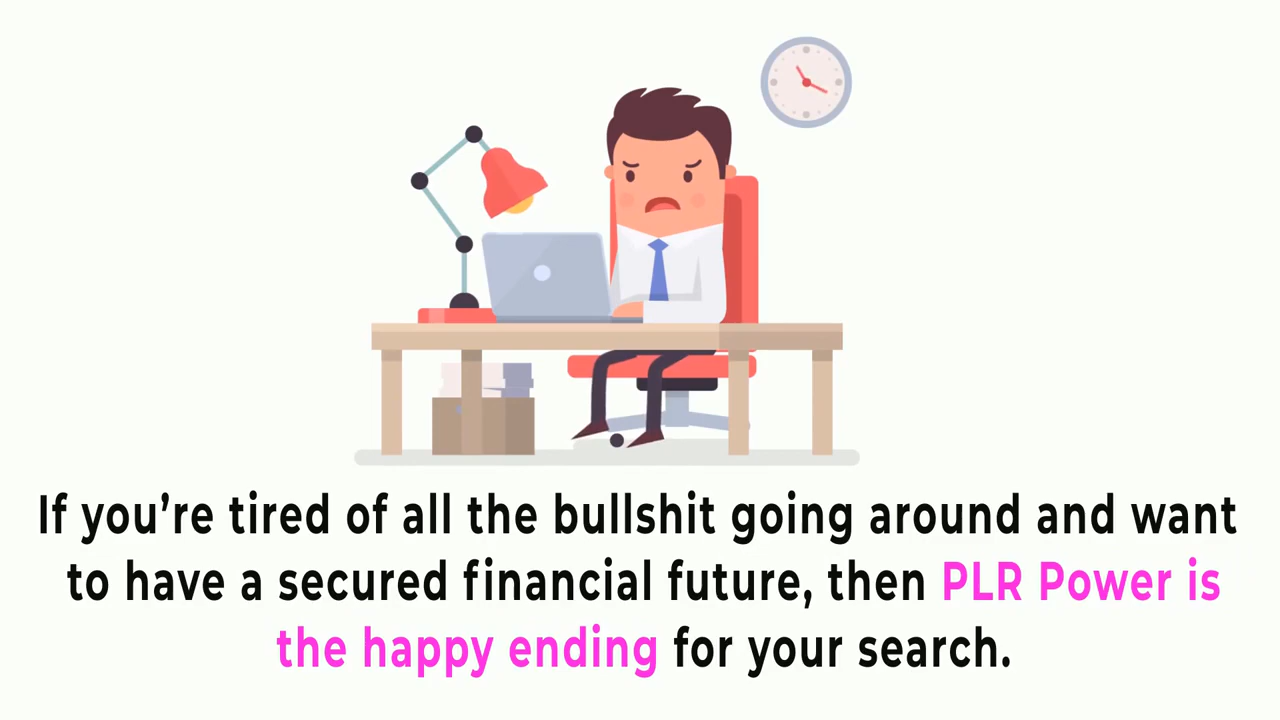 If you’re tired of all the bullshit going around and want
to have a secured financial future, then PLR Power is
the happy ending for your search.